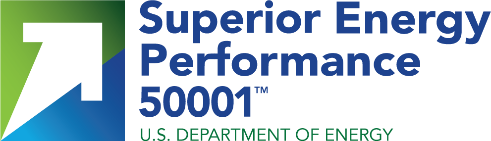 Superior Energy
Performance
50001™
U.S. DEPARTMENT OF ENERGY